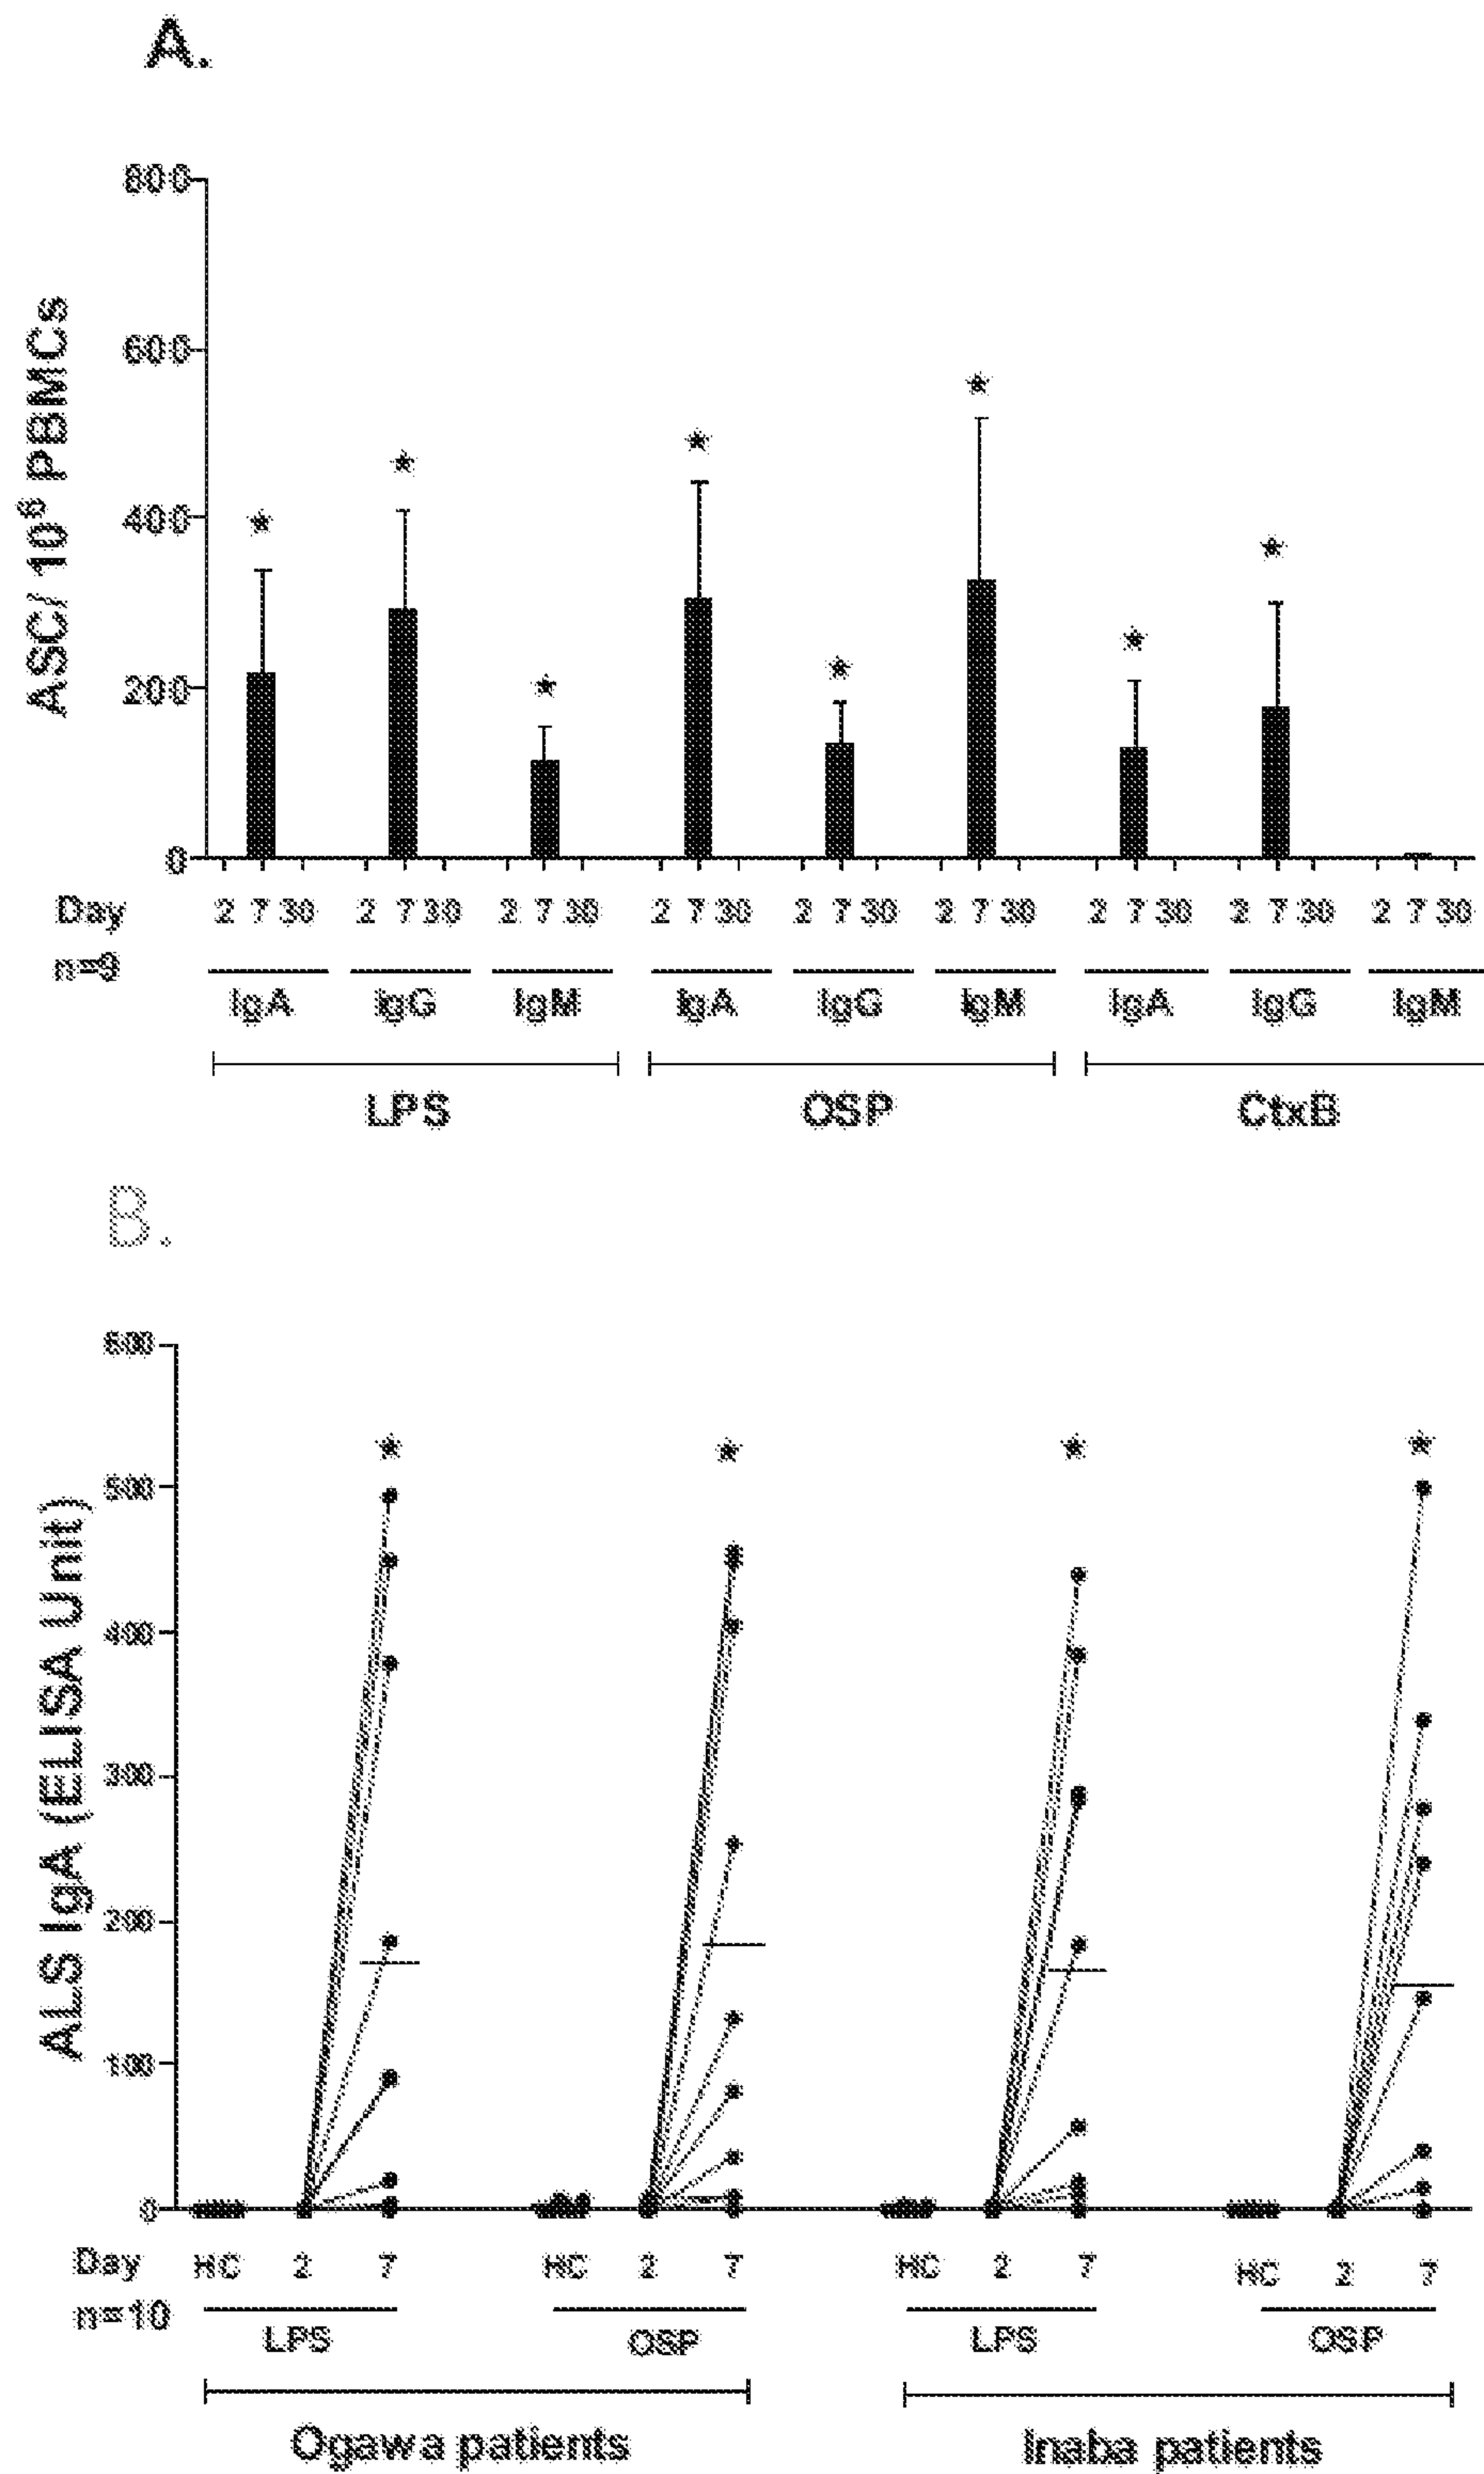 A.
ASC/ 10⁶ PBMCs
800
600
400
200
0
Day 2 7 30 2 7 30 2 7 30 2 7 30 2 7 30 2 7 30 2 7 30 2 7 30 2 7 30
* * * * * * * *
IgA IgG IgM IgA IgG IgM IgA IgG IgM
LPS OSP CtxB
B.
ALS IgA (ELISA Unit)
600
500
400
300
200
100
0
* * * *
Day HC 2 7 HC 2 7 HC 2 7 HC 2 7
n=10
LPS OSP LPS OSP
Ogawa patients Inaba patients